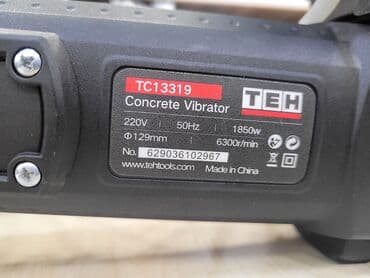 TC13319
Concrete Vibrator TEH
220V 50Hz 1850w
Φ129mm 6300r/min
No. 629036102967
www.tehtools.com Made in China